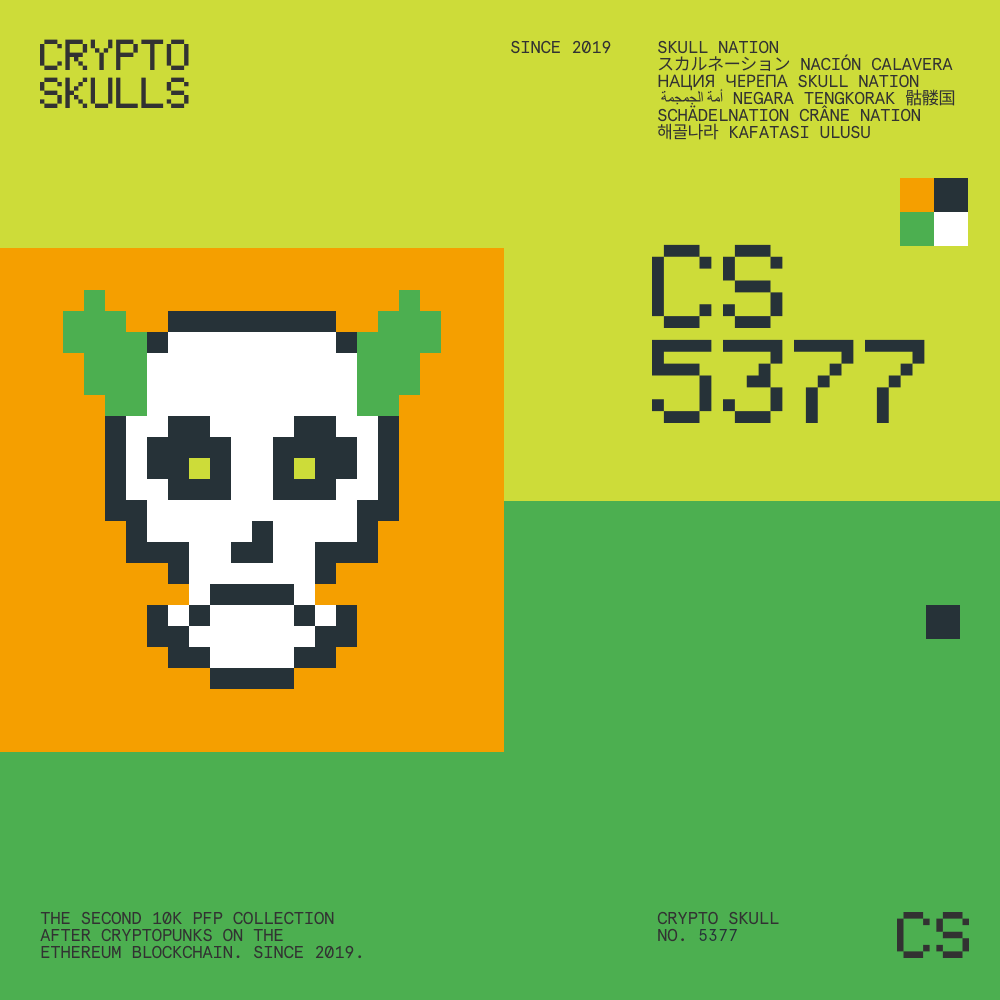 CRYPTO
SKULLS
SINCE 2019
SKULL NATION
スカルネーション NACIÓN CALAVERA
НАЦИЯ ЧЕРЕПА SKULL NATION
أمة الجمجمة NEGARA TENGKORAK 骷髅国
SCHÄDELNATION CRÂNE NATION
해골나라 KAFATASI ULUSU
CS
5377
THE SECOND 10K PFP COLLECTION
AFTER CRYPTOPUNKS ON THE
ETHEREUM BLOCKCHAIN. SINCE 2019.
CRYPTO SKULL
NO. 5377
CS